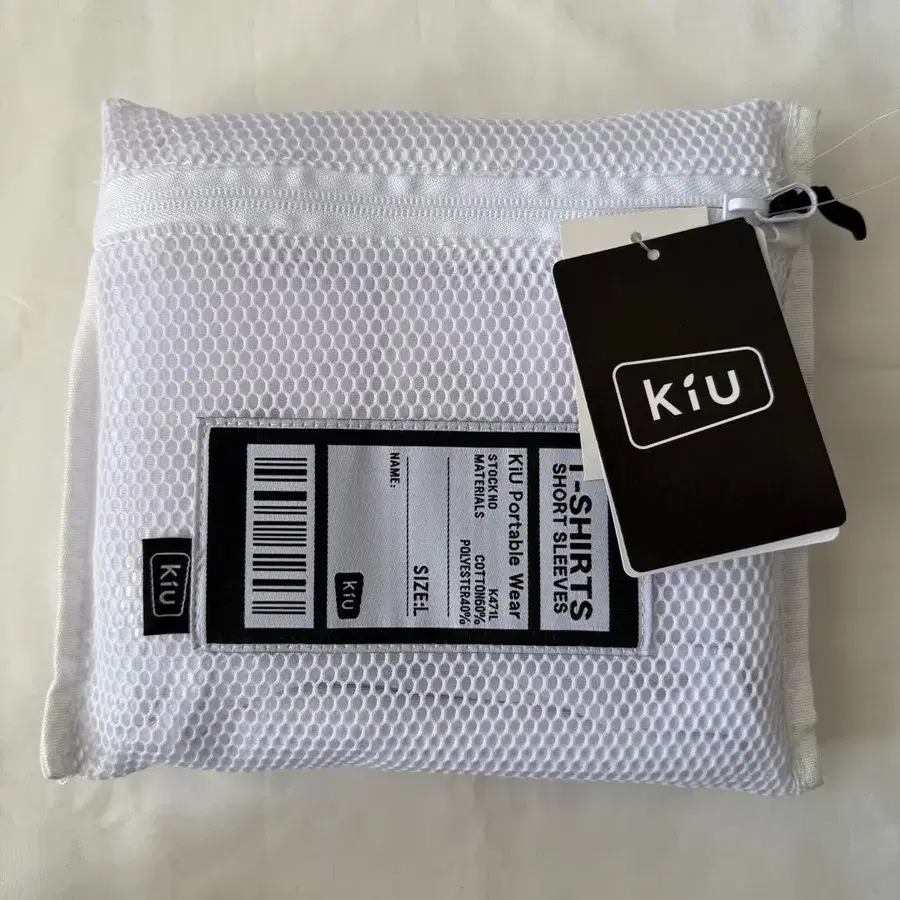 KiU
T-SHIRTS
SHORT SLEEVES
KiU Portable Wear
STOCK NO K471L
MATERIALS COTTON60%
POLYESTER40%
SIZE:L
NAME:
KiU
KiU